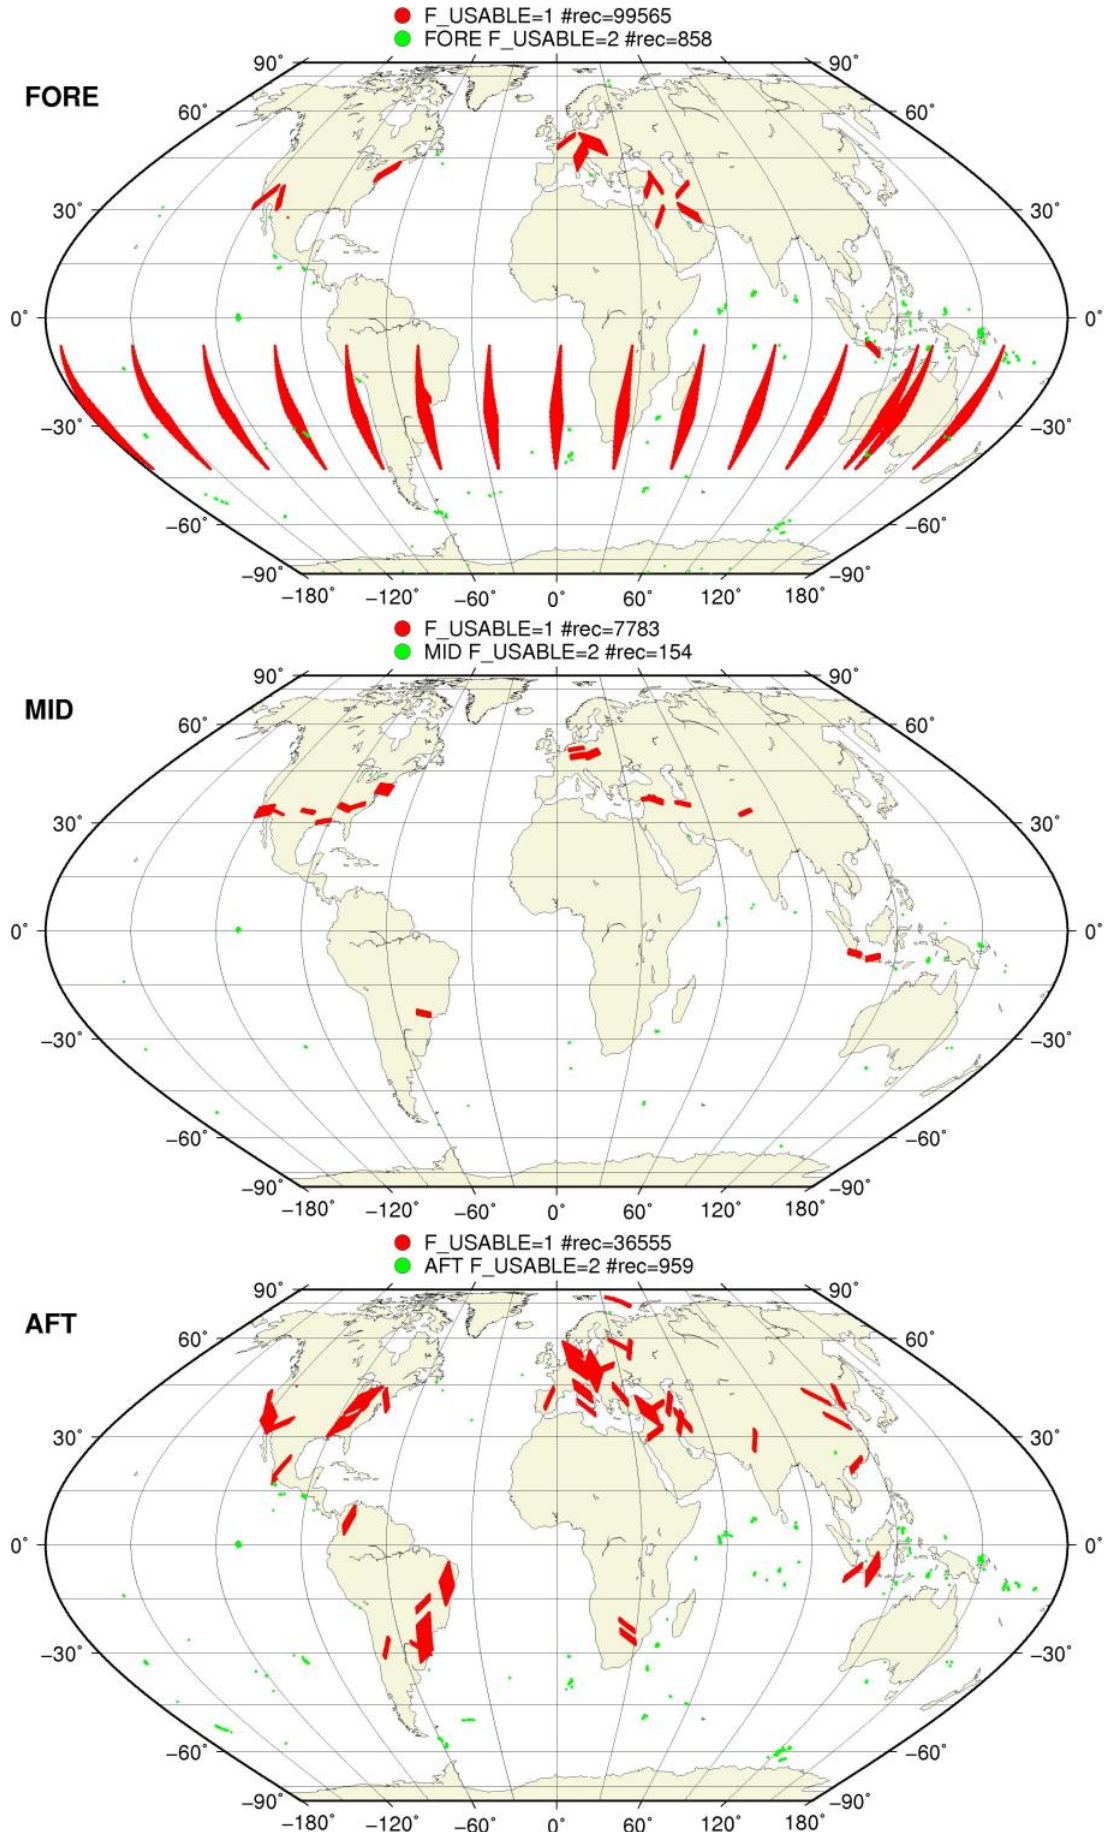 F_USABLE=1 #rec=99565
FORE F_USABLE=2 #rec=858
FORE
90° 90°
60° 60°
30° 30°
0° 0°
−30° −30°
−60° −60°
−90° −90°
−180° −120° −60° 0° 60° 120° 180°
F_USABLE=1 #rec=7783
MID F_USABLE=2 #rec=154
MID
90° 90°
60° 60°
30° 30°
0° 0°
−30° −30°
−60° −60°
−90° −90°
−180° −120° −60° 0° 60° 120° 180°
F_USABLE=1 #rec=36555
AFT F_USABLE=2 #rec=959
AFT
90° 90°
60° 60°
30° 30°
0° 0°
−30° −30°
−60° −60°
−90° −90°
−180° −120° −60° 0° 60° 120° 180°